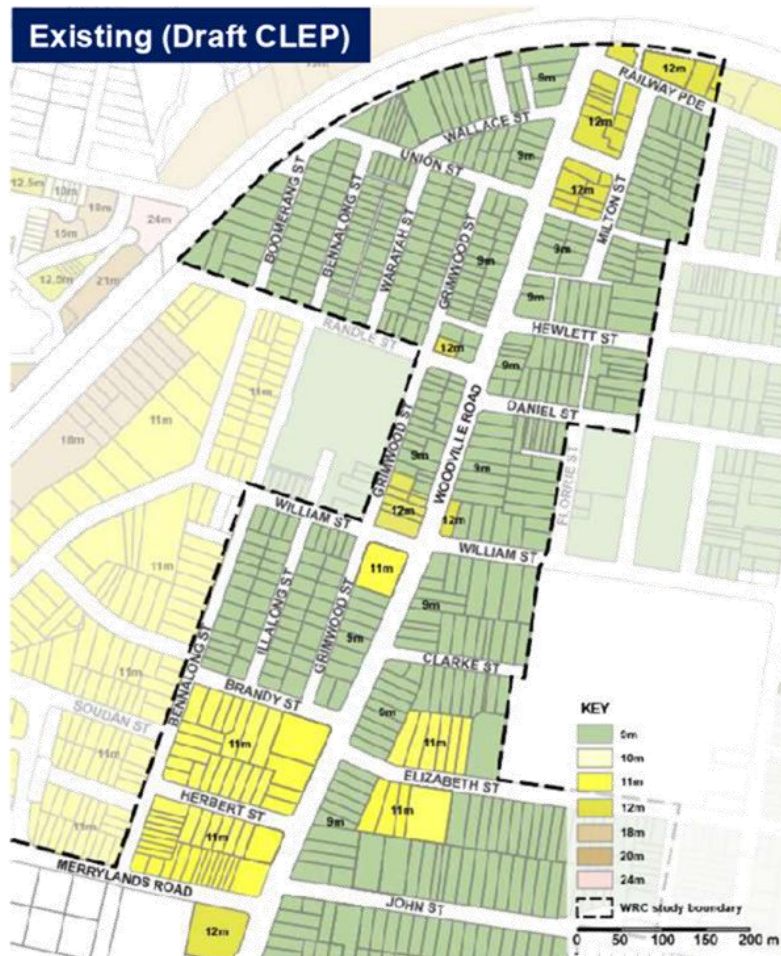 Existing (Draft CLEP)
12m
RAILWAY PDE
9m
WALLACE ST
12m
UNION ST
9m
12.5m
10m
18m
24m
15m
12.5m
21m
BOOMERANG ST
BENNALONG ST
WARATAH ST
GRIMWOOD ST
9m
12m
MILTON ST
9m
9m
HEWLETT ST
RANDLE ST
12m
9m
11m
11m
18m
DANIEL ST
GRIMWOOD ST
WOODVILLE ROAD
9m
9m
FLORRIE ST
12m
12m
WILLIAM ST
WILLIAM ST
11m
11m
ILLALONG ST
GRIMWOOD ST
9m
9m
CLARKE ST
BENNALONG ST
11m
SOUDAN ST
11m
BRANDY ST
11m
9m
11m
ELIZABETH ST
HERBERT ST
11m
11m
9m
11m
MERRYLANDS ROAD
JOHN ST
12m
KEY
9m
10m
11m
12m
18m
20m
24m
WRC study boundary
0 50 100 150 200 m